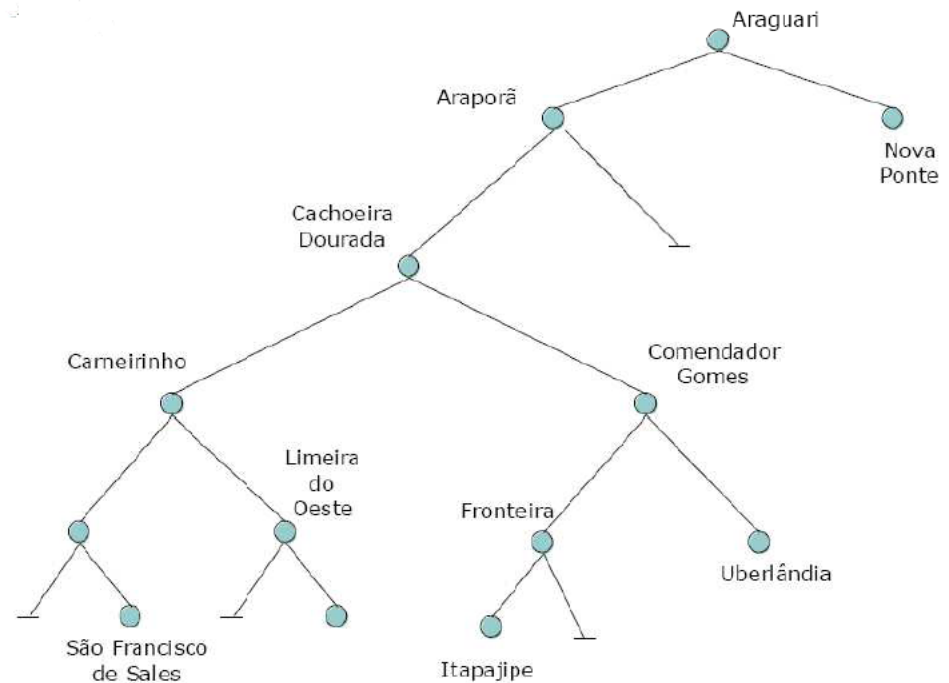 Araguari
Araporã
Nova
Ponte
Cachoeira
Dourada
Carneirinho
Comendador
Gomes
Limeira
do
Oeste
Fronteira
Uberlândia
São Francisco
de Sales
Itapajipe